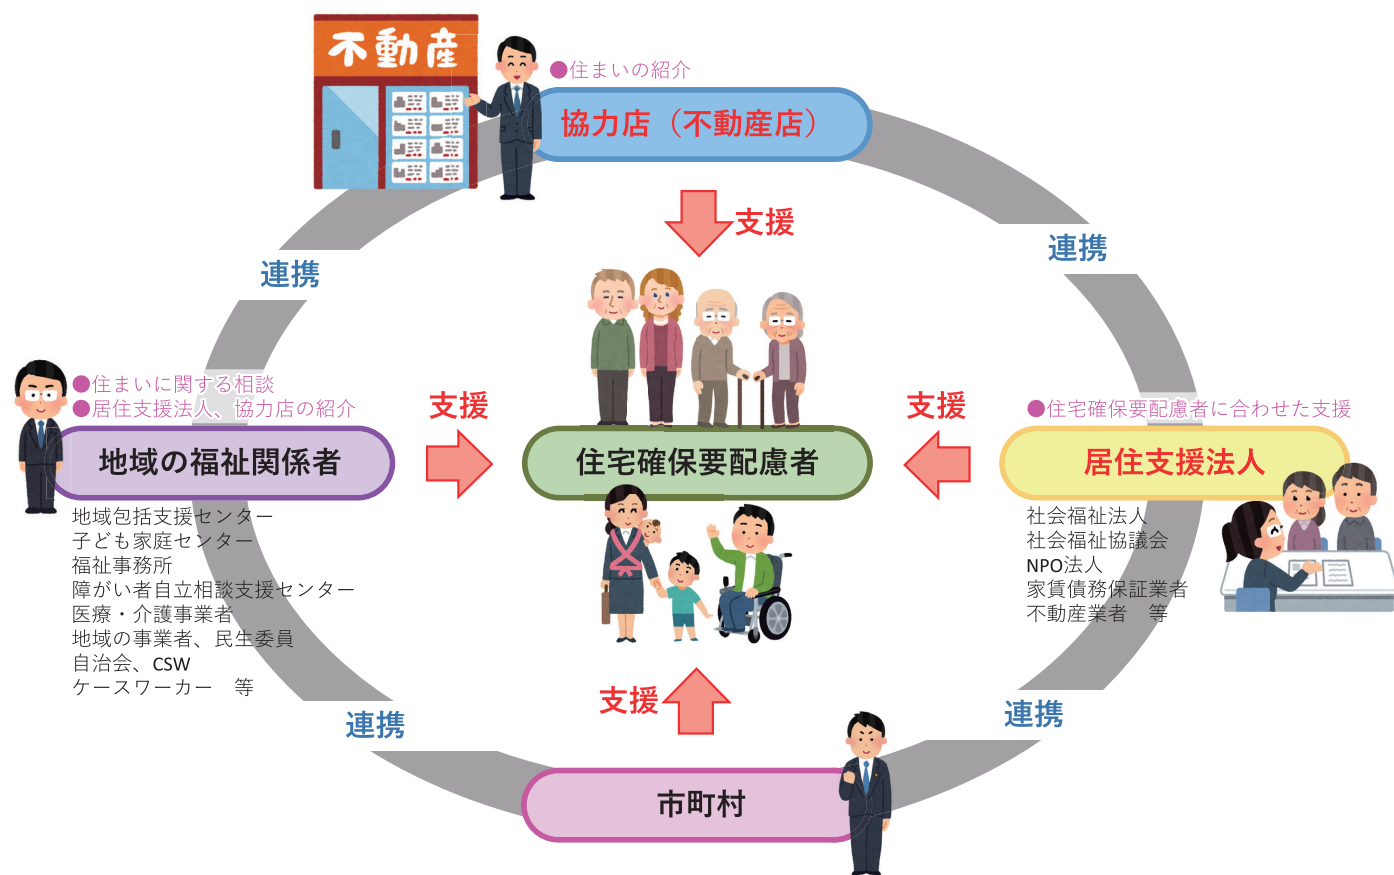 不動産
●住まいの紹介
協力店（不動産店）
支援
連携
連携
●住まいに関する相談
●居住支援法人、協力店の紹介
地域の福祉関係者
地域包括支援センター
子ども家庭センター
福祉事務所
障がい者自立相談支援センター
医療・介護事業者
地域の事業者、民生委員
自治会、CSW
ケースワーカー　等
支援
住宅確保要配慮者
支援
●住宅確保要配慮者に合わせた支援
居住支援法人
社会福祉法人
社会福祉協議会
NPO法人
家賃債務保証業者
不動産業者　等
支援
連携
連携
市町村